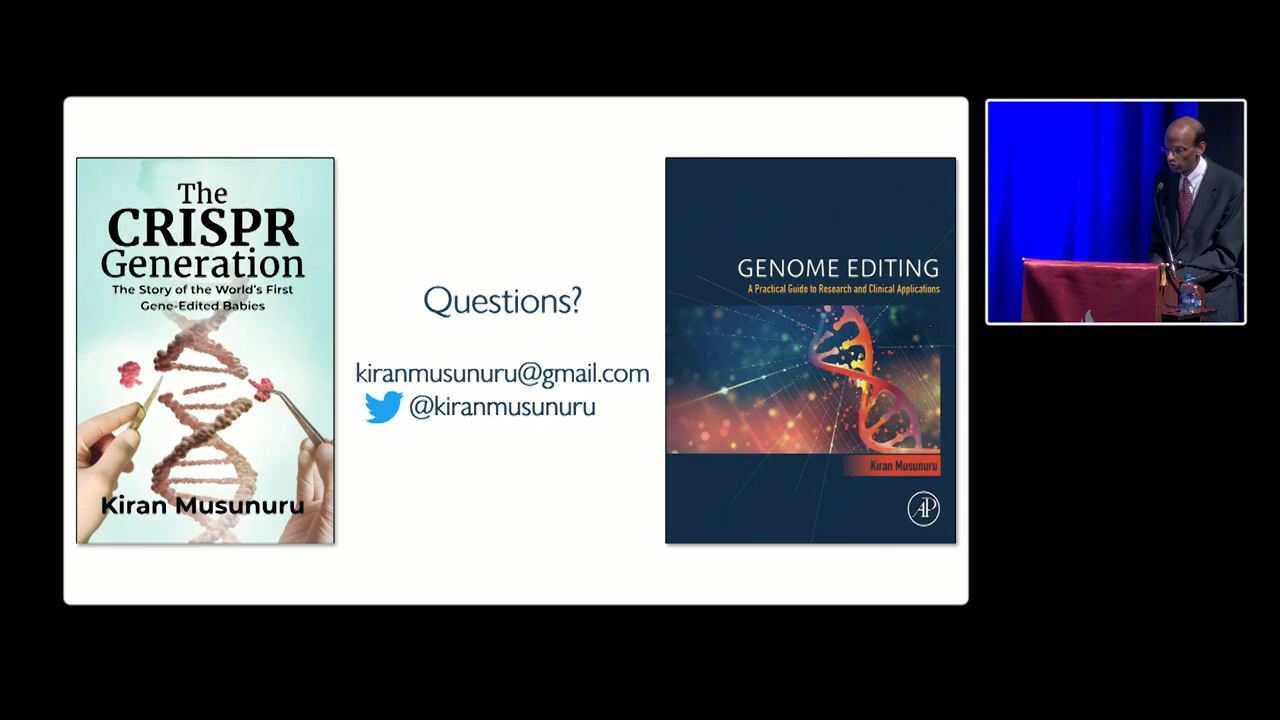 The
CRISPR
Generation
The Story of the World's First
Gene-Edited Babies
Kiran Musunuru
Questions?
kiranmusunuru@gmail.com
@kiranmusunuru
GENOME EDITING
A Practical Guide to Research and Clinical Applications
Kiran Musunuru
AP